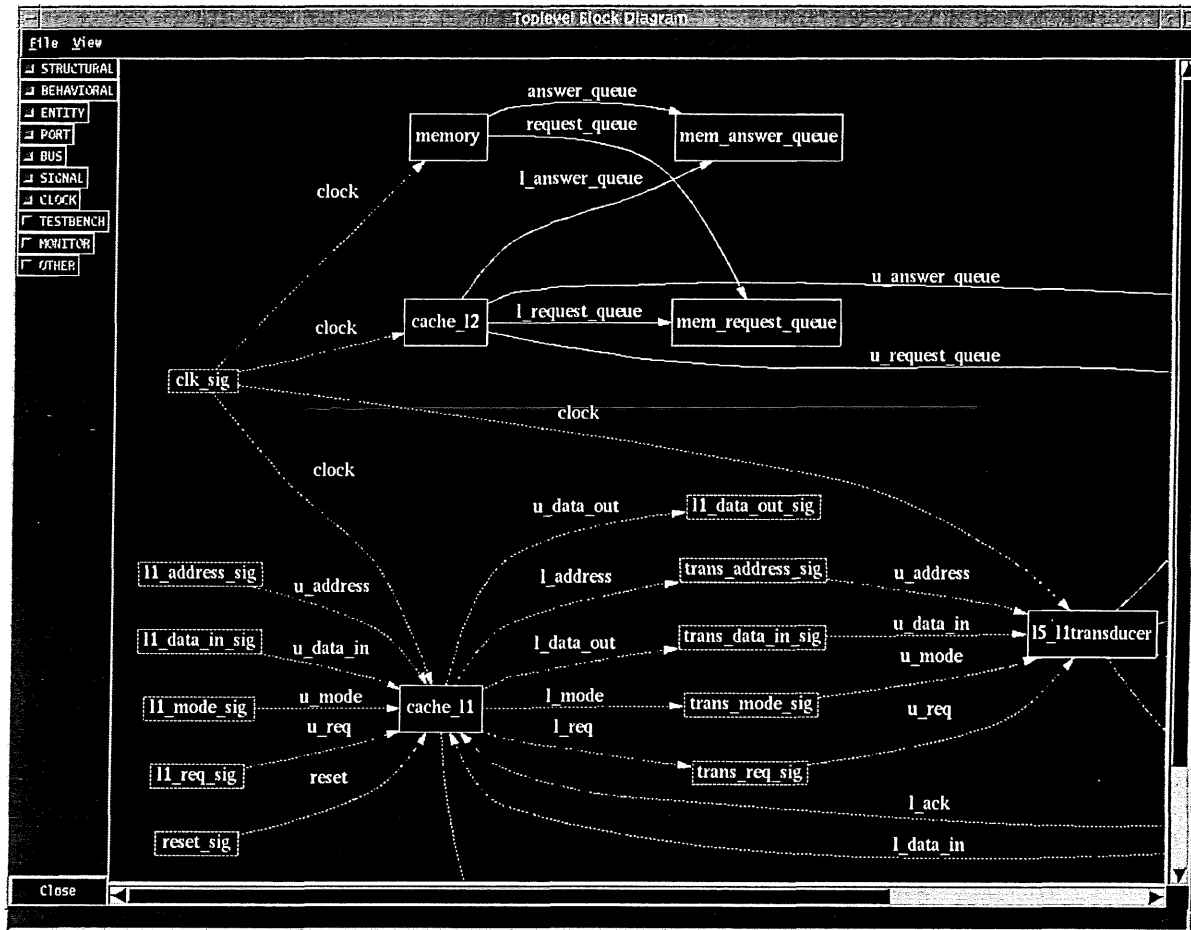 Toplevel Block Diagram
File View
STRUCTURAL
BEHAVIORAL
ENTITY
PORT
BUS
SIGNAL
CLOCK
TESTBENCH
MONITOR
OTHER
answer_queue
memory
request_queue
mem_answer_queue
l_answer_queue
clock
u_answer_queue
cache_l2
l_request_queue
mem_request_queue
clock
u_request_queue
clk_sig
clock
clock
u_data_out
l1_data_out_sig
l1_address_sig
u_address
l_address
trans_address_sig
u_address
l1_data_in_sig
u_data_in
l_data_out
trans_data_in_sig
u_data_in
l5_l1transducer
u_mode
l1_mode_sig
u_mode
cache_l1
l_mode
trans_mode_sig
u_req
u_req
l_req
l1_req_sig
reset
trans_req_sig
l_ack
reset_sig
l_data_in
Close